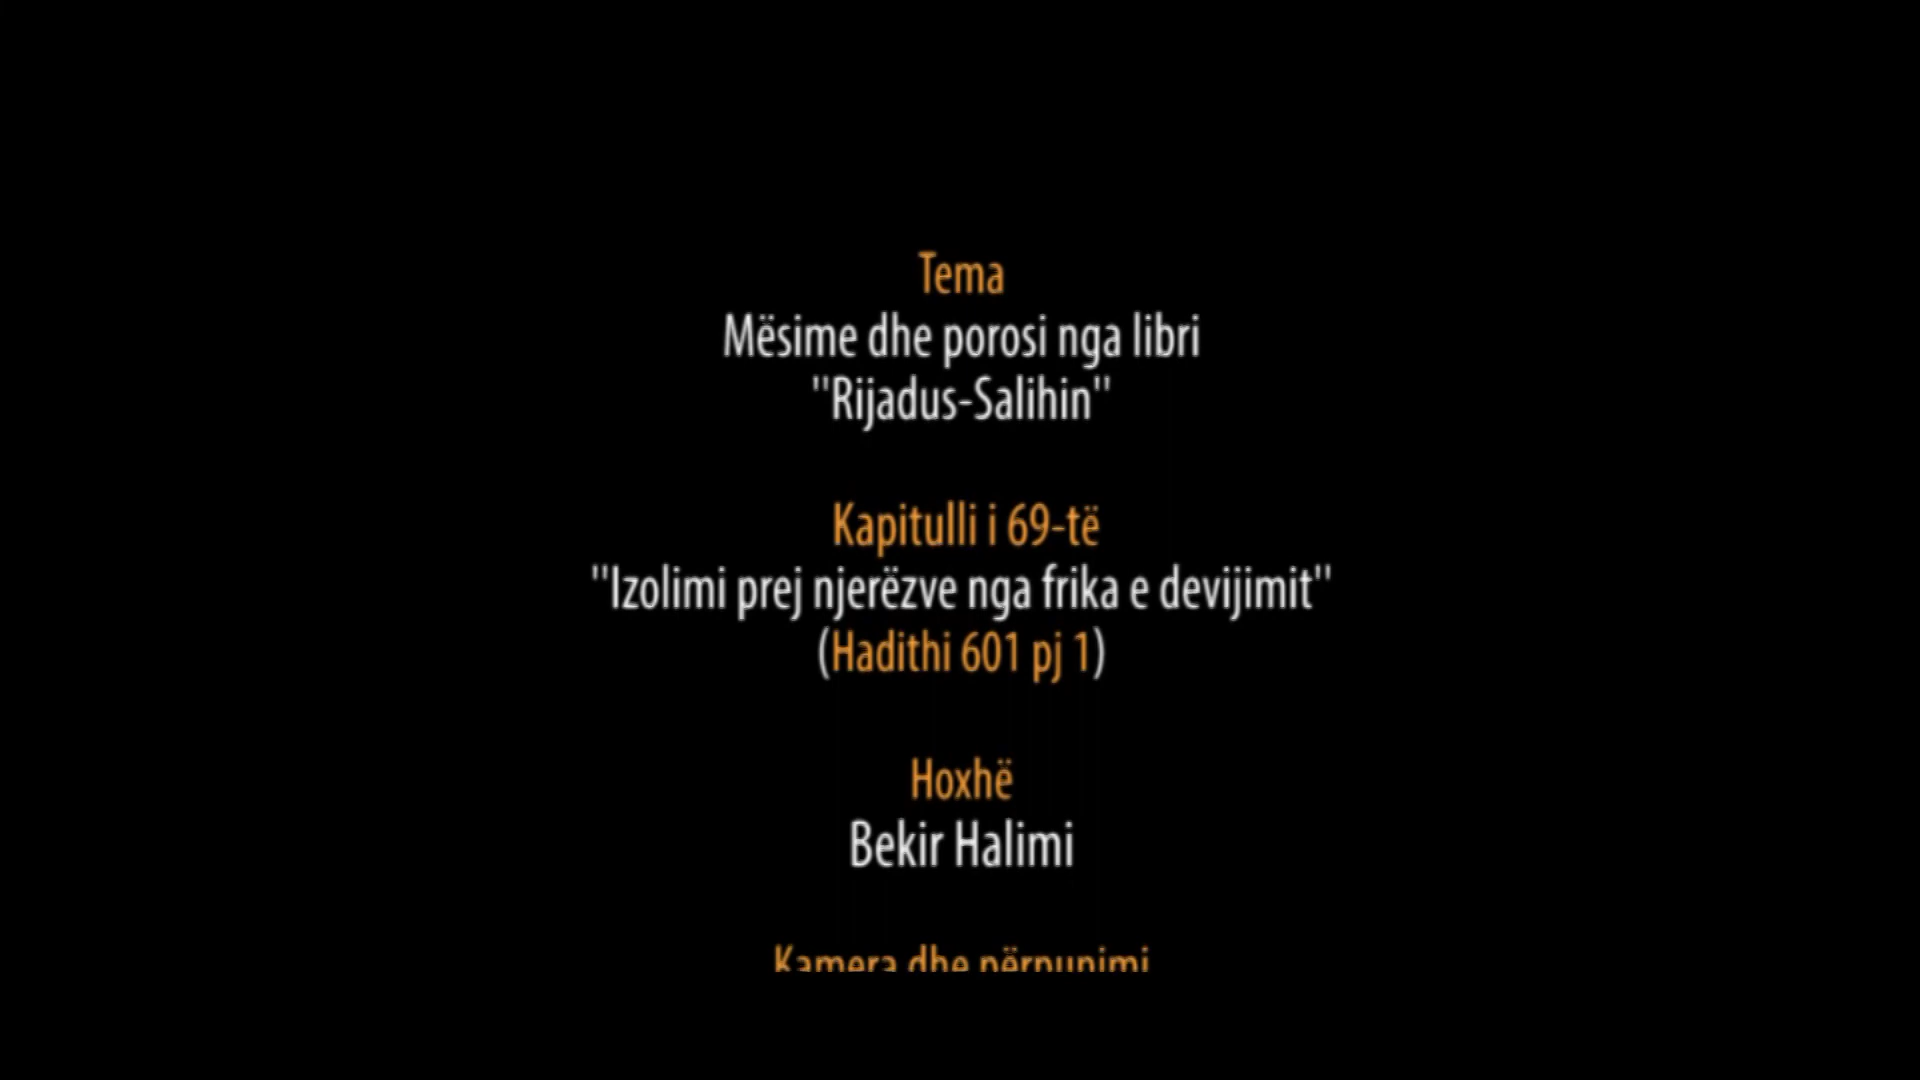 Tema
Mësime dhe porosi nga libri
"Rijadus-Salihin"
Kapitulli i 69-të
"Izolimi prej njerëzve nga frika e devijimit"
(Hadithi 601 pj 1)
Hoxhë
Bekir Halimi
Kamera dhe përpunimi